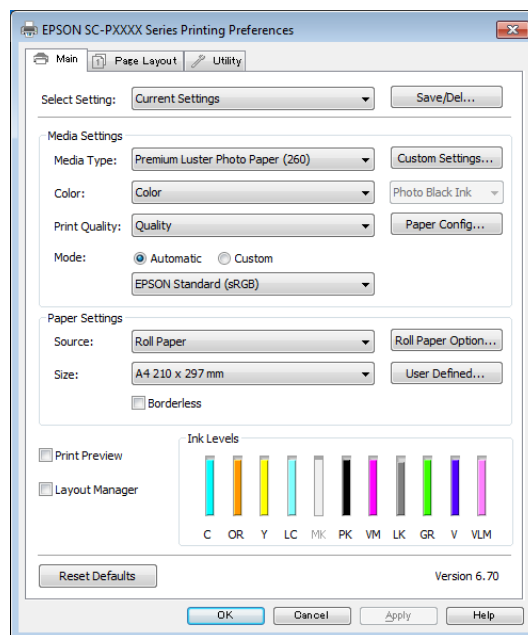 EPSON SC-PXXXX Series Printing Preferences
Main Page Layout Utility
Select Setting: Current Settings Save/Del...
Media Settings
Media Type: Premium Luster Photo Paper (260) Custom Settings...
Color: Color Photo Black Ink
Print Quality: Quality Paper Config...
Mode: Automatic Custom
EPSON Standard (sRGB)
Paper Settings
Source: Roll Paper Roll Paper Option...
Size: A4 210 x 297 mm User Defined...
Borderless
Print Preview
Layout Manager
Ink Levels
C OR Y LC MK PK VM LK GR V VLM
Reset Defaults Version 6.70
OK Cancel Apply Help